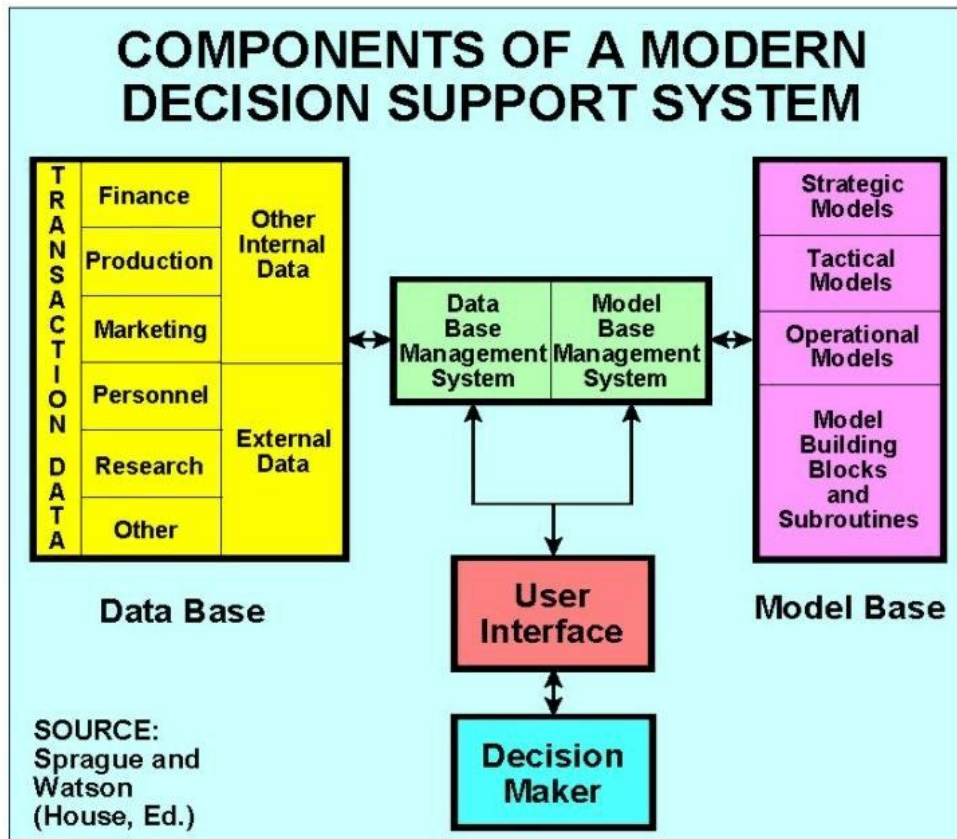 COMPONENTS OF A MODERN
DECISION SUPPORT SYSTEM
TRANSACTION DATA
Finance
Production
Marketing
Personnel
Research
Other
Other
Internal
Data
External
Data
Data Base
Data
Base
Management
System
Model
Base
Management
System
Strategic
Models
Tactical
Models
Operational
Models
Model
Building
Blocks
and
Subroutines
Model Base
User
Interface
Decision
Maker
SOURCE:
Sprague and
Watson
(House, Ed.)